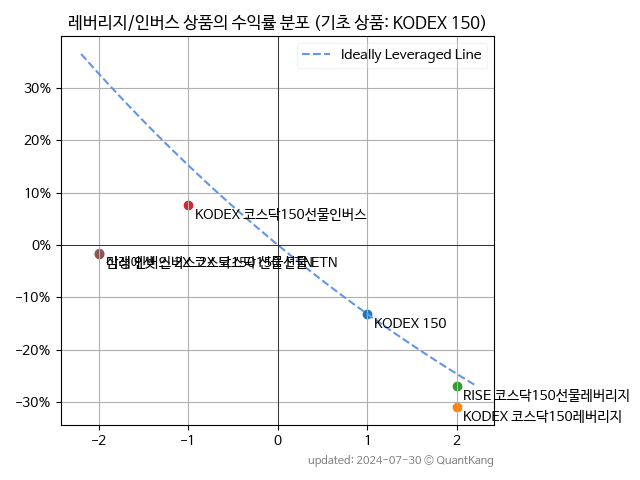 레버리지/인버스 상품의 수익률 분포 (기초 상품: KODEX 150)
Ideally Leveraged Line
30%
20%
10%
KODEX 코스닥150선물인버스
0%
ETN
−10%
KODEX 150
−20%
RISE 코스닥150선물레버리지
−30%
KODEX 코스닥150레버리지
−2
−1
0
1
2
updated: 2024-07-30 © QuantKang